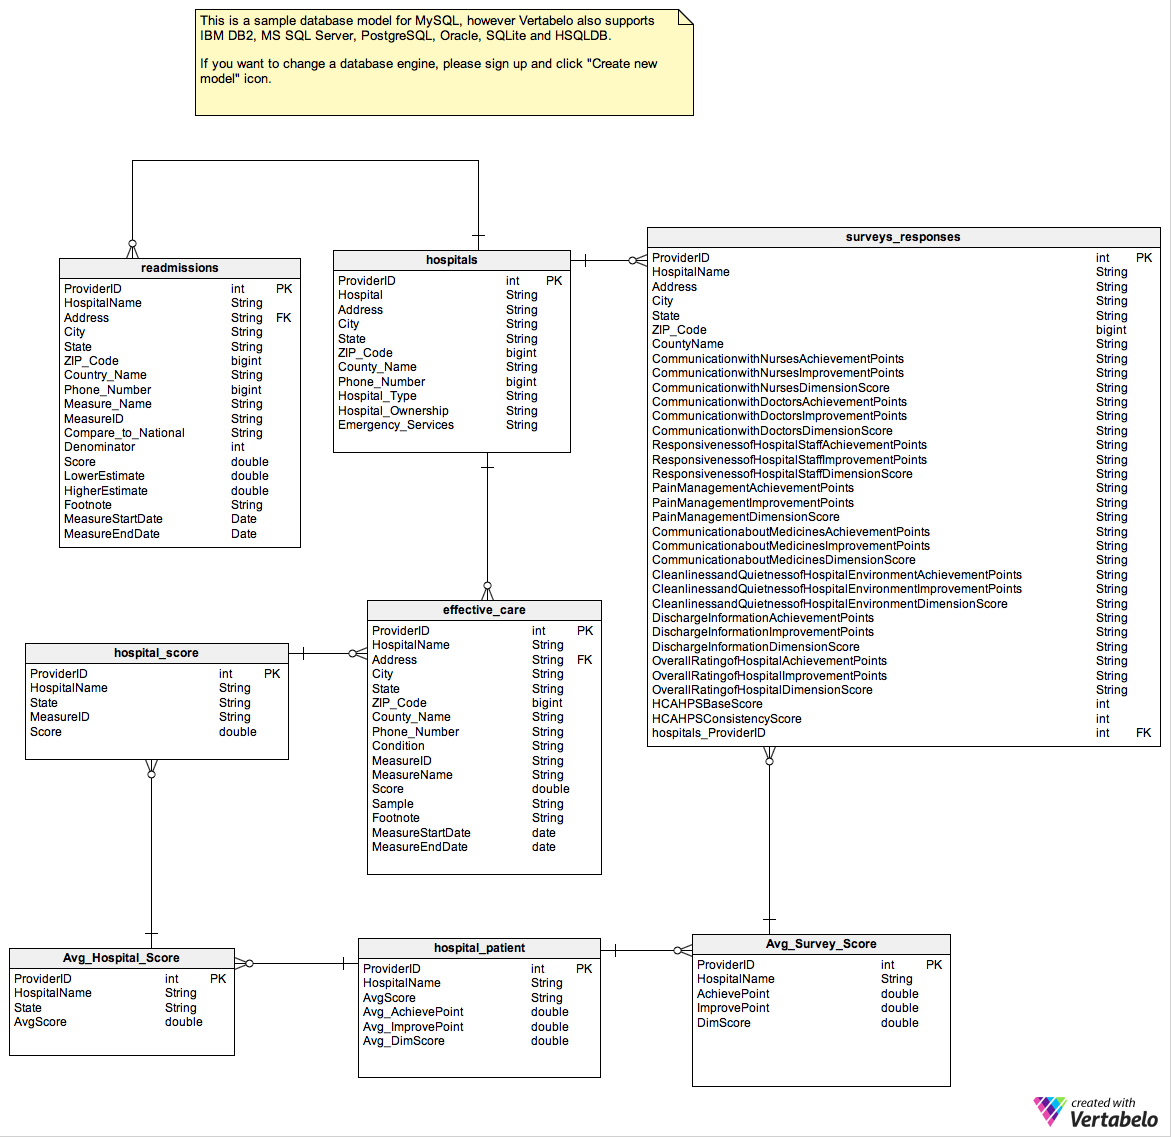 This is a sample database model for MySQL, however Vertabelo also supports
IBM DB2, MS SQL Server, PostgreSQL, Oracle, SQLite and HSQLDB.
If you want to change a database engine, please sign up and click "Create new
model" icon.
readmissions
ProviderID int PK
HospitalName String
Address String FK
City String
State String
ZIP_Code bigint
Country_Name String
Phone_Number bigint
Measure_Name String
MeasureID String
Compare_to_National String
Denominator int
Score double
LowerEstimate double
HigherEstimate double
Footnote String
MeasureStartDate Date
MeasureEndDate Date
hospitals
ProviderID int PK
Hospital String
Address String
City String
State String
ZIP_Code bigint
County_Name String
Phone_Number bigint
Hospital_Type String
Hospital_Ownership String
Emergency_Services String
surveys_responses
ProviderID int PK
HospitalName String
Address String
City String
State String
ZIP_Code bigint
CountyName String
CommunicationwithNursesAchievementPoints String
CommunicationwithNursesImprovementPoints String
CommunicationwithNursesDimensionScore String
CommunicationwithDoctorsAchievementPoints String
CommunicationwithDoctorsImprovementPoints String
CommunicationwithDoctorsDimensionScore String
ResponsivenessofHospitalStaffAchievementPoints String
ResponsivenessofHospitalStaffImprovementPoints String
ResponsivenessofHospitalStaffDimensionScore String
PainManagementAchievementPoints String
PainManagementImprovementPoints String
PainManagementDimensionScore String
CommunicationaboutMedicinesAchievementPoints String
CommunicationaboutMedicinesImprovementPoints String
CommunicationaboutMedicinesDimensionScore String
CleanlinessandQuietnessofHospitalEnvironmentAchievementPoints String
CleanlinessandQuietnessofHospitalEnvironmentImprovementPoints String
CleanlinessandQuietnessofHospitalEnvironmentDimensionScore String
DischargeInformationAchievementPoints String
DischargeInformationImprovementPoints String
DischargeInformationDimensionScore String
OverallRatingofHospitalAchievementPoints String
OverallRatingofHospitalImprovementPoints String
OverallRatingofHospitalDimensionScore String
HCAHPSBaseScore int
HCAHPSConsistencyScore int
hospitals_ProviderID int FK
effective_care
ProviderID int PK
HospitalName String
Address String FK
City String
State String
ZIP_Code bigint
County_Name String
Phone_Number String
Condition String
MeasureID String
MeasureName String
Score double
Sample String
Footnote String
MeasureStartDate date
MeasureEndDate date
hospital_score
ProviderID int PK
HospitalName String
State String
MeasureID String
Score double
Avg_Hospital_Score
ProviderID int PK
HospitalName String
State String
AvgScore double
hospital_patient
ProviderID int PK
HospitalName String
AvgScore String
Avg_AchievePoint double
Avg_ImprovePoint double
Avg_DimScore double
Avg_Survey_Score
ProviderID int PK
HospitalName String
AchievePoint double
ImprovePoint double
DimScore double
created with
Vertabelo